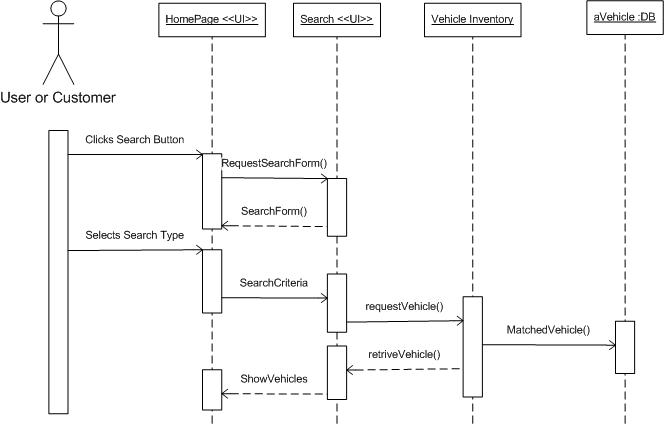 HomePage <<UI>>
Search <<UI>>
Vehicle Inventory
aVehicle :DB
User or Customer
Clicks Search Button
RequestSearchForm()
SearchForm()
Selects Search Type
SearchCriteria
requestVehicle()
MatchedVehicle()
retriveVehicle()
ShowVehicles